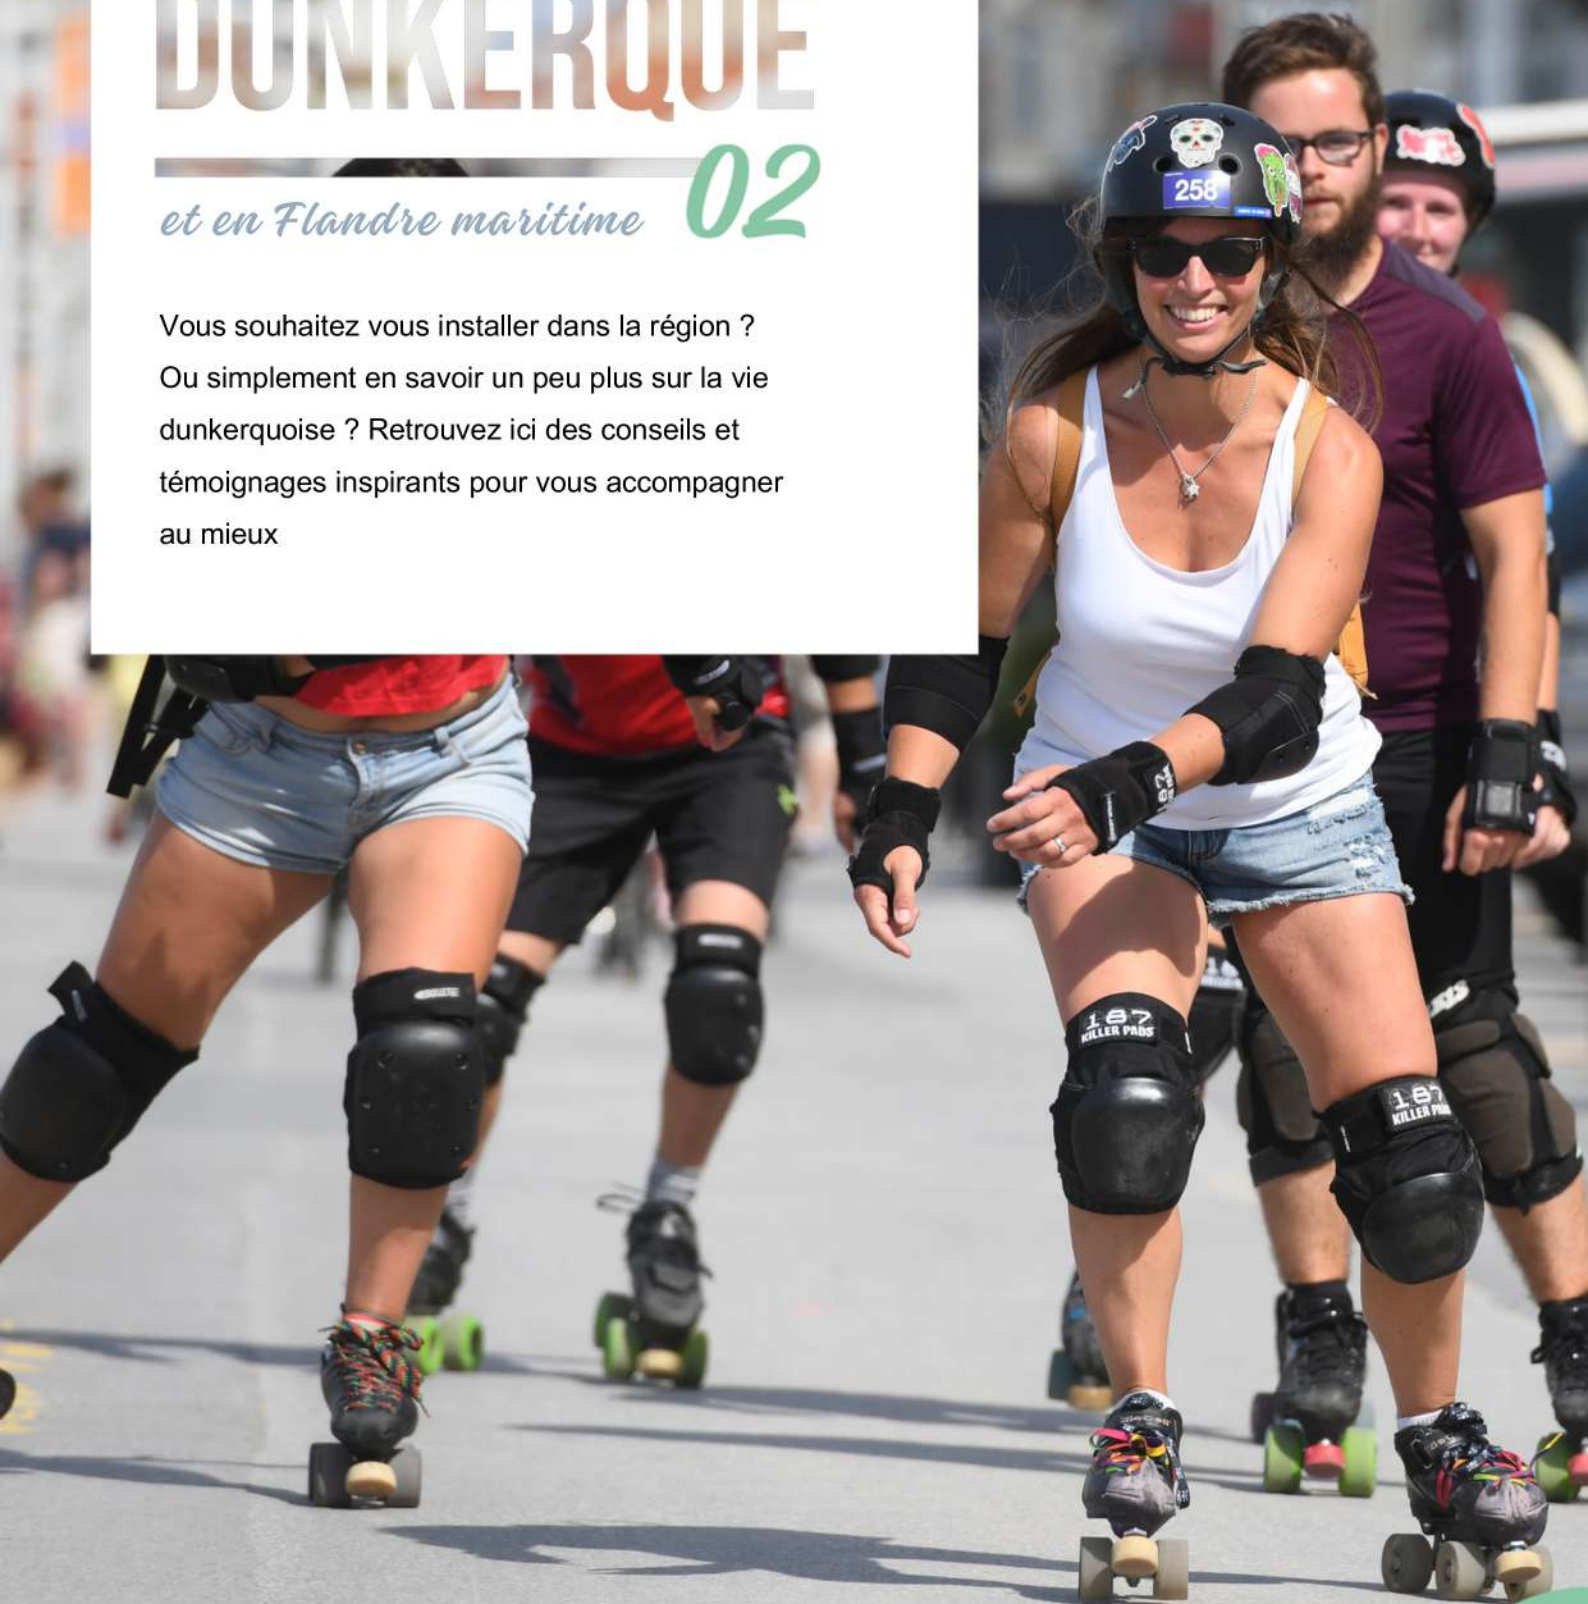 DUNKERQUE
et en Flandre maritime 02
Vous souhaitez vous installer dans la région ?
Ou simplement en savoir un peu plus sur la vie
dunkerquoise ? Retrouvez ici des conseils et
témoignages inspirants pour vous accompagner
au mieux
258
187
187
KILLER PADS
187
KILLER PADS